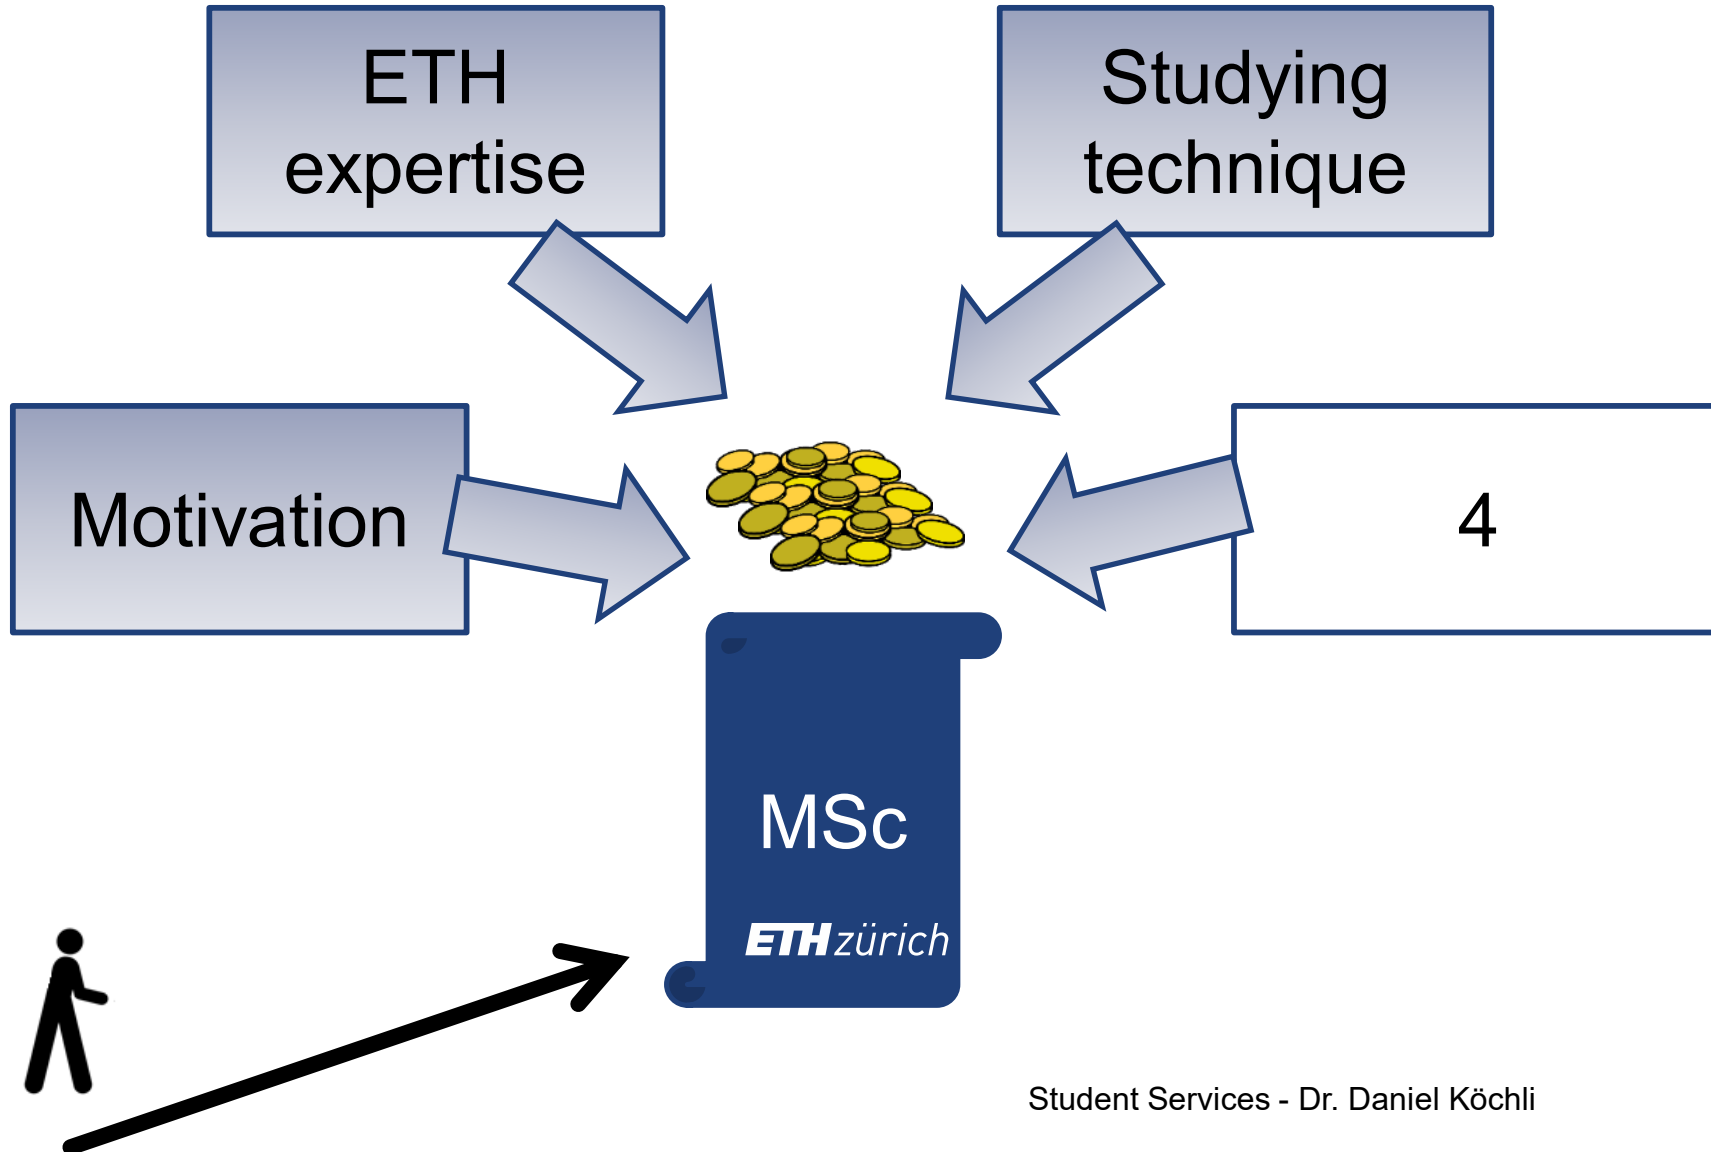 ETH
expertise
Studying
technique
Motivation
4
MSc
ETH zürich
Student Services - Dr. Daniel Köchli